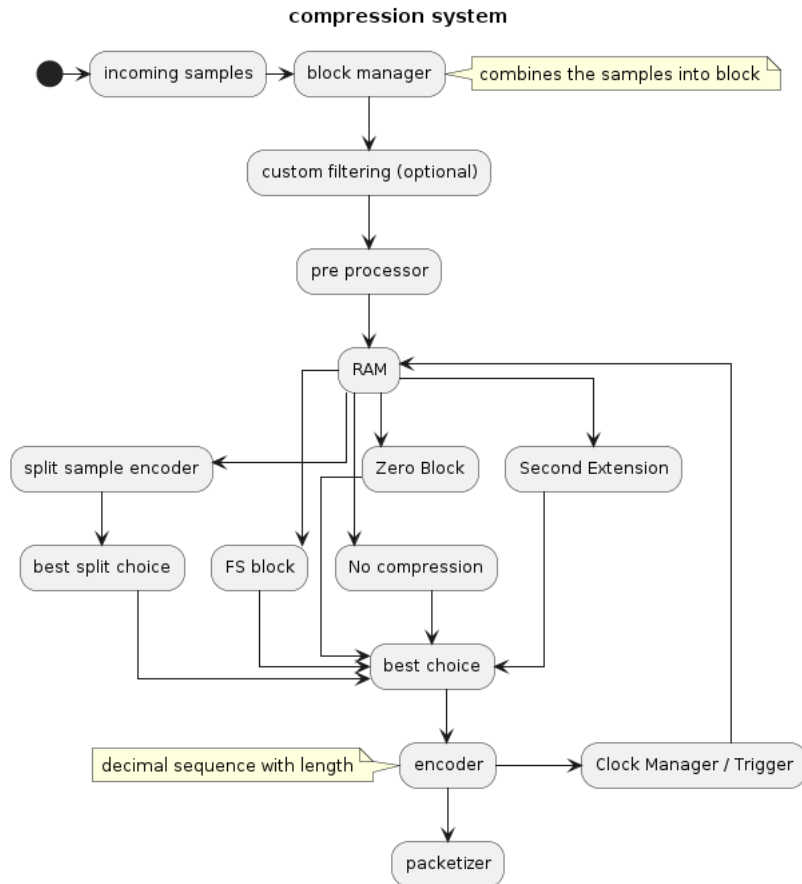 compression system
incoming samples
block manager
combines the samples into block
custom filtering (optional)
pre processor
RAM
split sample encoder
Zero Block
Second Extension
best split choice
FS block
No compression
best choice
decimal sequence with length
encoder
Clock Manager / Trigger
packetizer